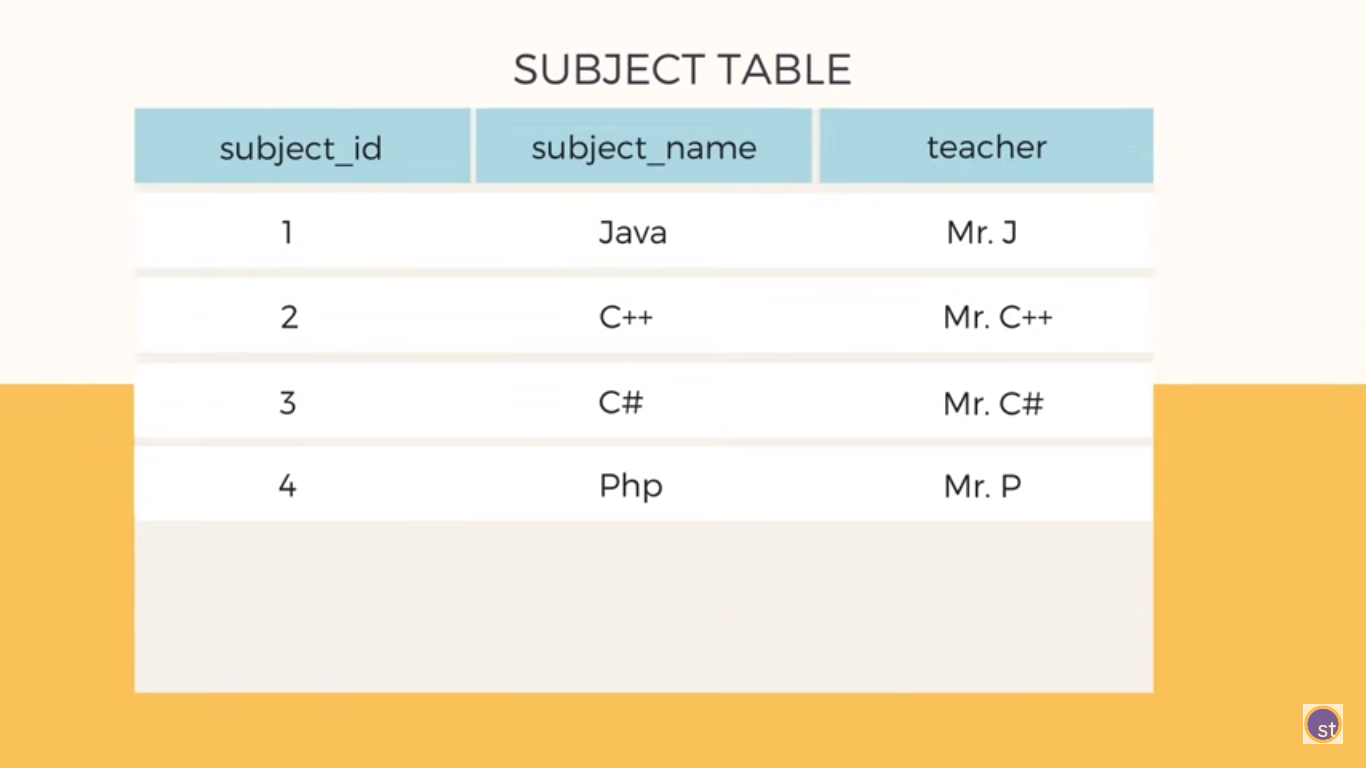 SUBJECT TABLE
subject_id subject_name teacher
1 Java Mr. J
2 C++ Mr. C++
3 C# Mr. C#
4 Php Mr. P
st